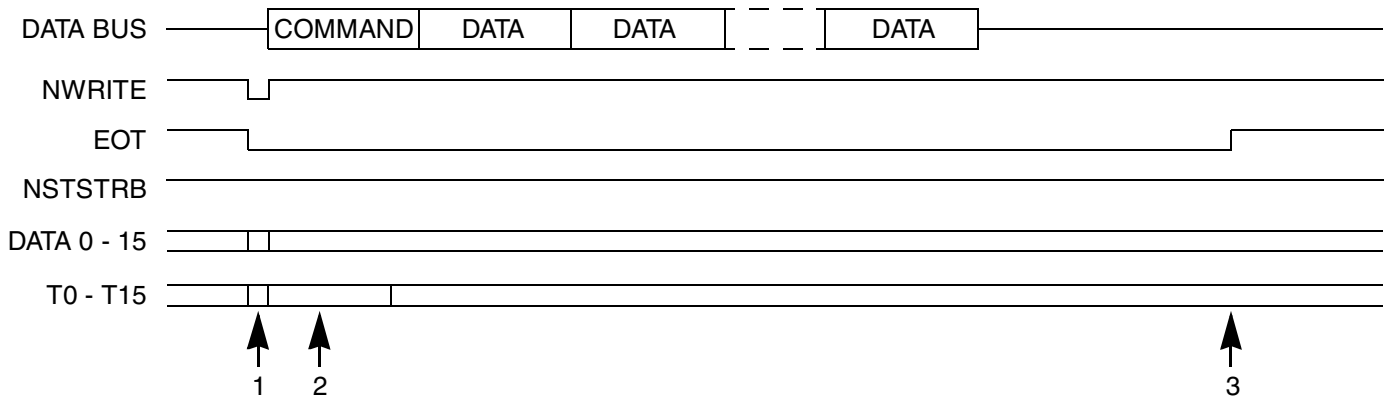 DATA BUS COMMAND DATA DATA DATA
NWRITE
EOT
NSTSTRB
DATA 0 - 15
T0 - T15
1 2 3